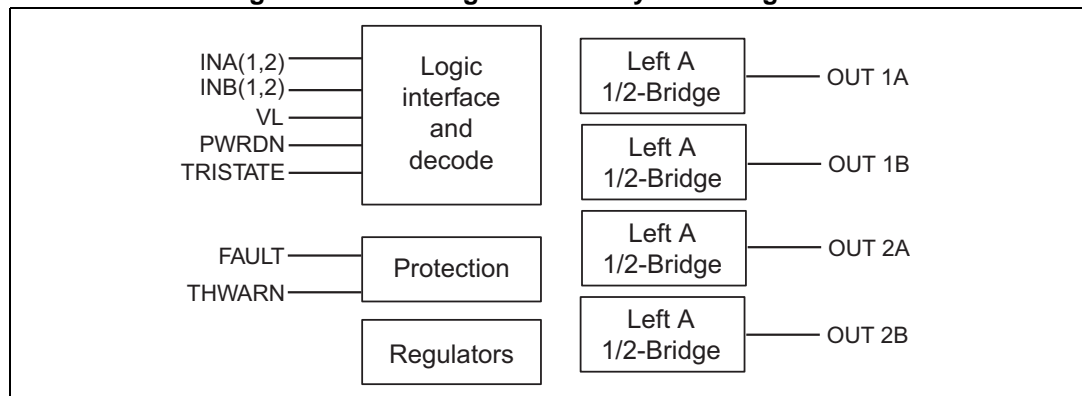 INA(1,2)
INB(1,2)
VL
PWRDN
TRISTATE
Logic
interface
and
decode
FAULT
THWARN
Protection
Regulators
Left A
1/2-Bridge
OUT 1A
Left A
1/2-Bridge
OUT 1B
Left A
1/2-Bridge
OUT 2A
Left A
1/2-Bridge
OUT 2B